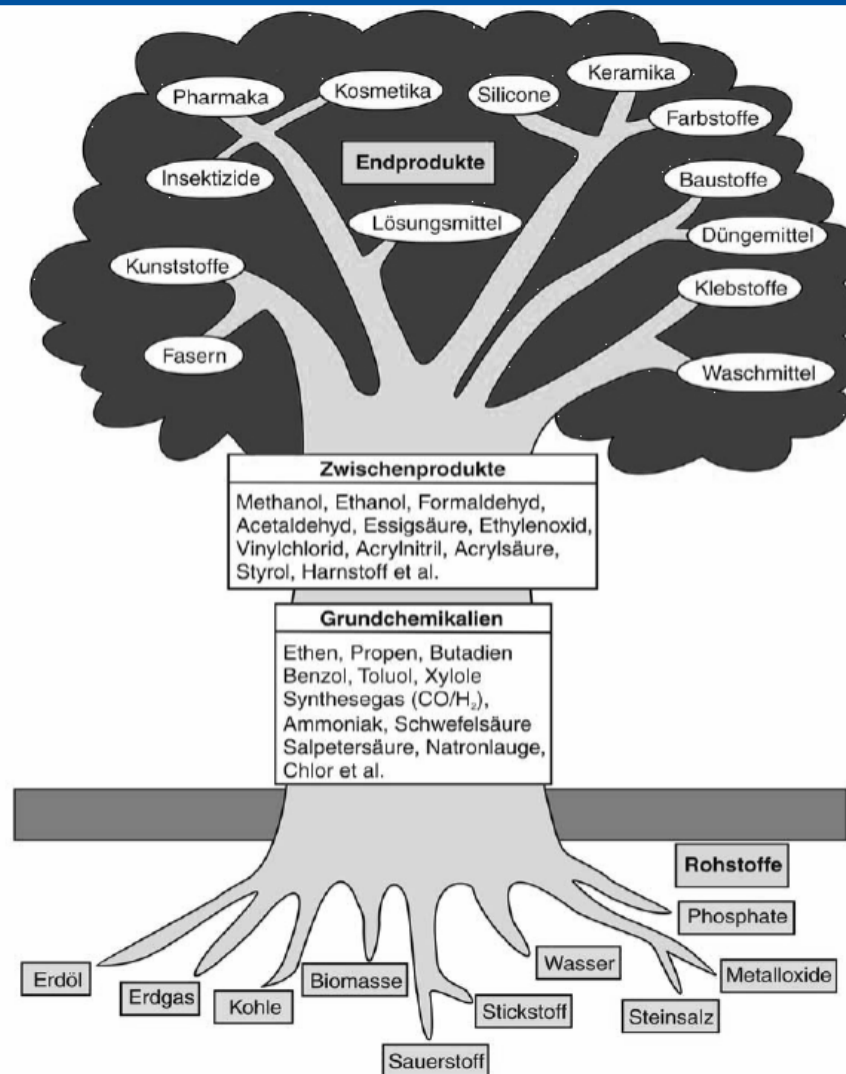 Keramika
Kosmetika
Silicone
Pharmaka
Farbstoffe
Endprodukte
Insektizide
Baustoffe
Lösungsmittel
Düngemittel
Kunststoffe
Klebstoffe
Fasern
Waschmittel
Zwischenprodukte
Methanol, Ethanol, Formaldehyd,
Acetaldehyd, Essigsäure, Ethylenoxid,
Vinylchlorid, Acrylnitril, Acrylsäure,
Styrol, Harnstoff et al.
Grundchemikalien
Ethen, Propen, Butadien
Benzol, Toluol, Xylole
Synthesegas (CO/H₂),
Ammoniak, Schwefelsäure
Salpetersäure, Natronlauge,
Chlor et al.
Rohstoffe
Phosphate
Wasser
Metalloxide
Erdöl
Biomasse
Erdgas
Kohle
Stickstoff
Steinsalz
Sauerstoff